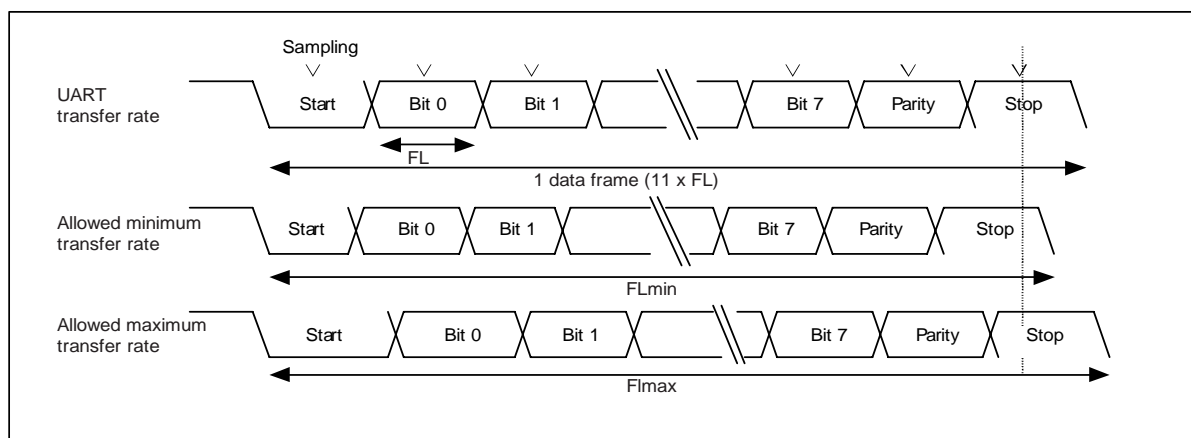 Sampling
UART
transfer rate
Start Bit 0 Bit 1 Bit 7 Parity Stop
FL
1 data frame (11 x FL)
Allowed minimum
transfer rate
Start Bit 0 Bit 1 Bit 7 Parity Stop
FLmin
Allowed maximum
transfer rate
Start Bit 0 Bit 1 Bit 7 Parity Stop
Flmax